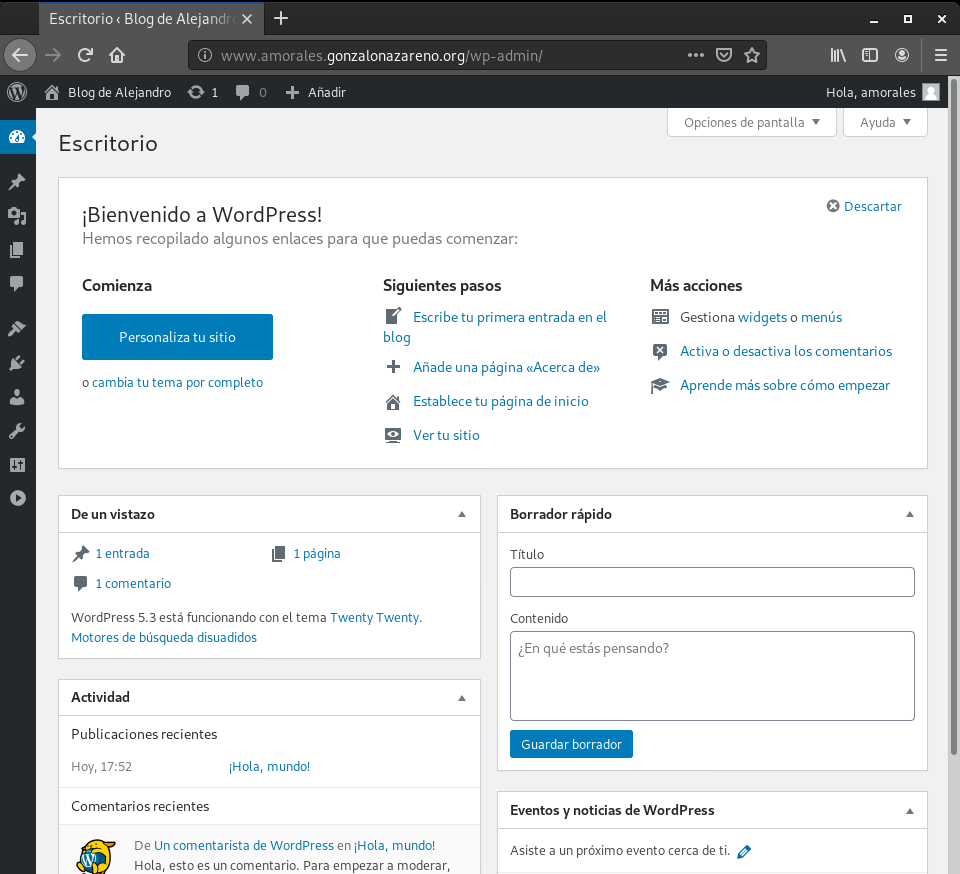 Escritorio ‹ Blog de Alejandr
www.amorales.gonzalonazareno.org/wp-admin/
Blog de Alejandro 1 0 Añadir Hola, amorales
Opciones de pantalla Ayuda
Escritorio
¡Bienvenido a WordPress!
Descartar
Hemos recopilado algunos enlaces para que puedas comenzar:
Comienza
Personaliza tu sitio
o cambia tu tema por completo
Siguientes pasos
Escribe tu primera entrada en el
blog
Añade una página «Acerca de»
Establece tu página de inicio
Ver tu sitio
Más acciones
Gestiona widgets o menús
Activa o desactiva los comentarios
Aprende más sobre cómo empezar
De un vistazo
1 entrada 1 página
1 comentario
WordPress 5.3 está funcionando con el tema Twenty Twenty.
Motores de búsqueda disuadidos
Actividad
Publicaciones recientes
Hoy, 17:52 ¡Hola, mundo!
Comentarios recientes
De Un comentarista de WordPress en ¡Hola, mundo!
Hola, esto es un comentario. Para empezar a moderar,
Borrador rápido
Título
Contenido
¿En qué estás pensando?
Guardar borrador
Eventos y noticias de WordPress
Asiste a un próximo evento cerca de ti.